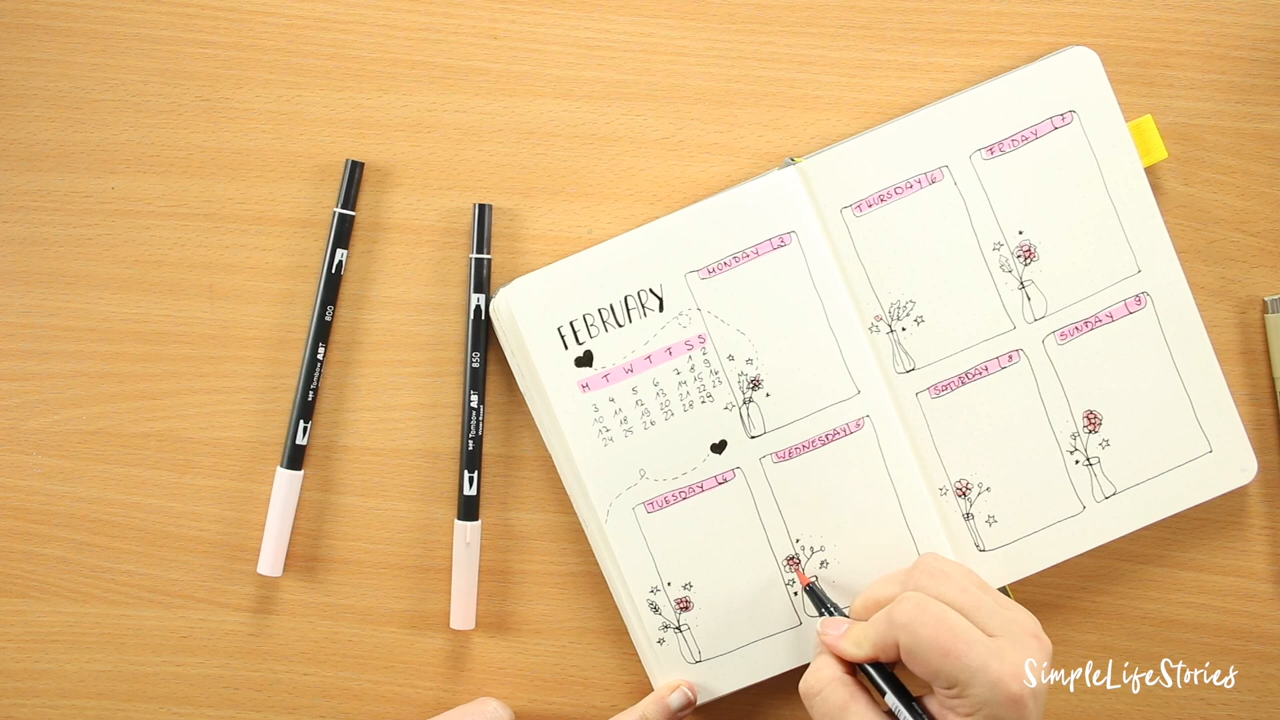 FEBRUARY
M T W T F S S
1 2
3 4 5 6 7 8 9
10 11 12 13 14 15 16
17 18 19 20 21 22 23
24 25 26 27 28 29
MONDAY 3
TUESDAY 4
WEDNESDAY 5
THURSDAY 6
FRIDAY 7
SATURDAY 8
SUNDAY 9
800
Tombow ABT
850
Tombow ABT
SimpleLifeStories